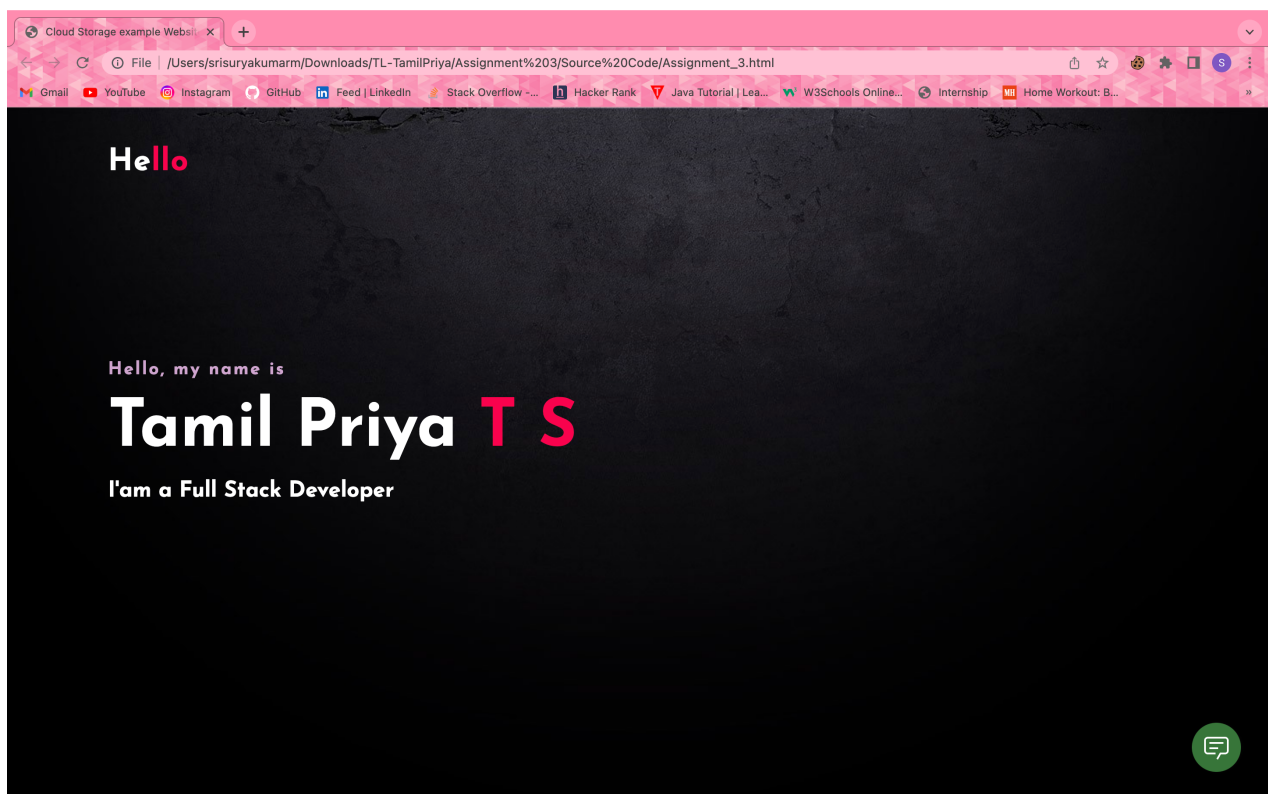 Cloud Storage example Websi
File /Users/srisuryakumarm/Downloads/TL-TamilPriya/Assignment%203/Source%20Code/Assignment_3.html
S
Gmail YouTube Instagram GitHub Feed | LinkedIn Stack Overflow -... Hacker Rank Java Tutorial | Lea... W3Schools Online... Internship MH Home Workout: B...
Hello
Hello, my name is
Tamil Priya T S
I'am a Full Stack Developer